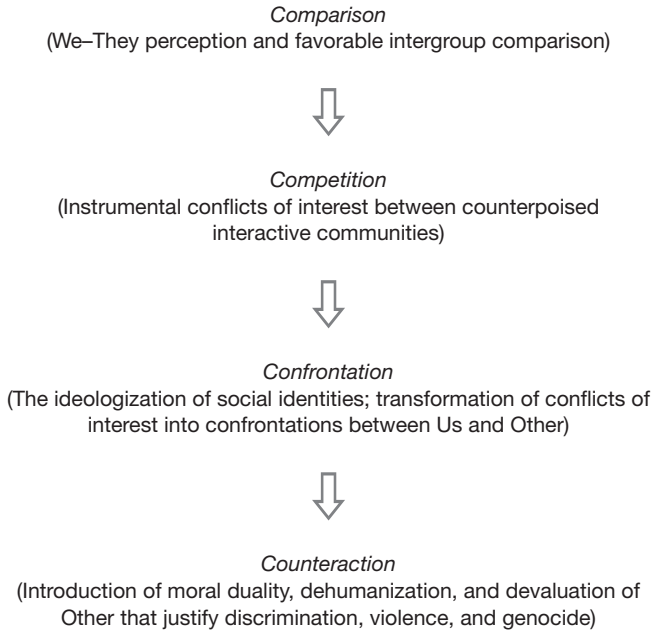 Comparison
(We–They perception and favorable intergroup comparison)
Competition
(Instrumental conflicts of interest between counterpoised
interactive communities)
Confrontation
(The ideologization of social identities; transformation of conflicts of
interest into confrontations between Us and Other)
Counteraction
(Introduction of moral duality, dehumanization, and devaluation of
Other that justify discrimination, violence, and genocide)